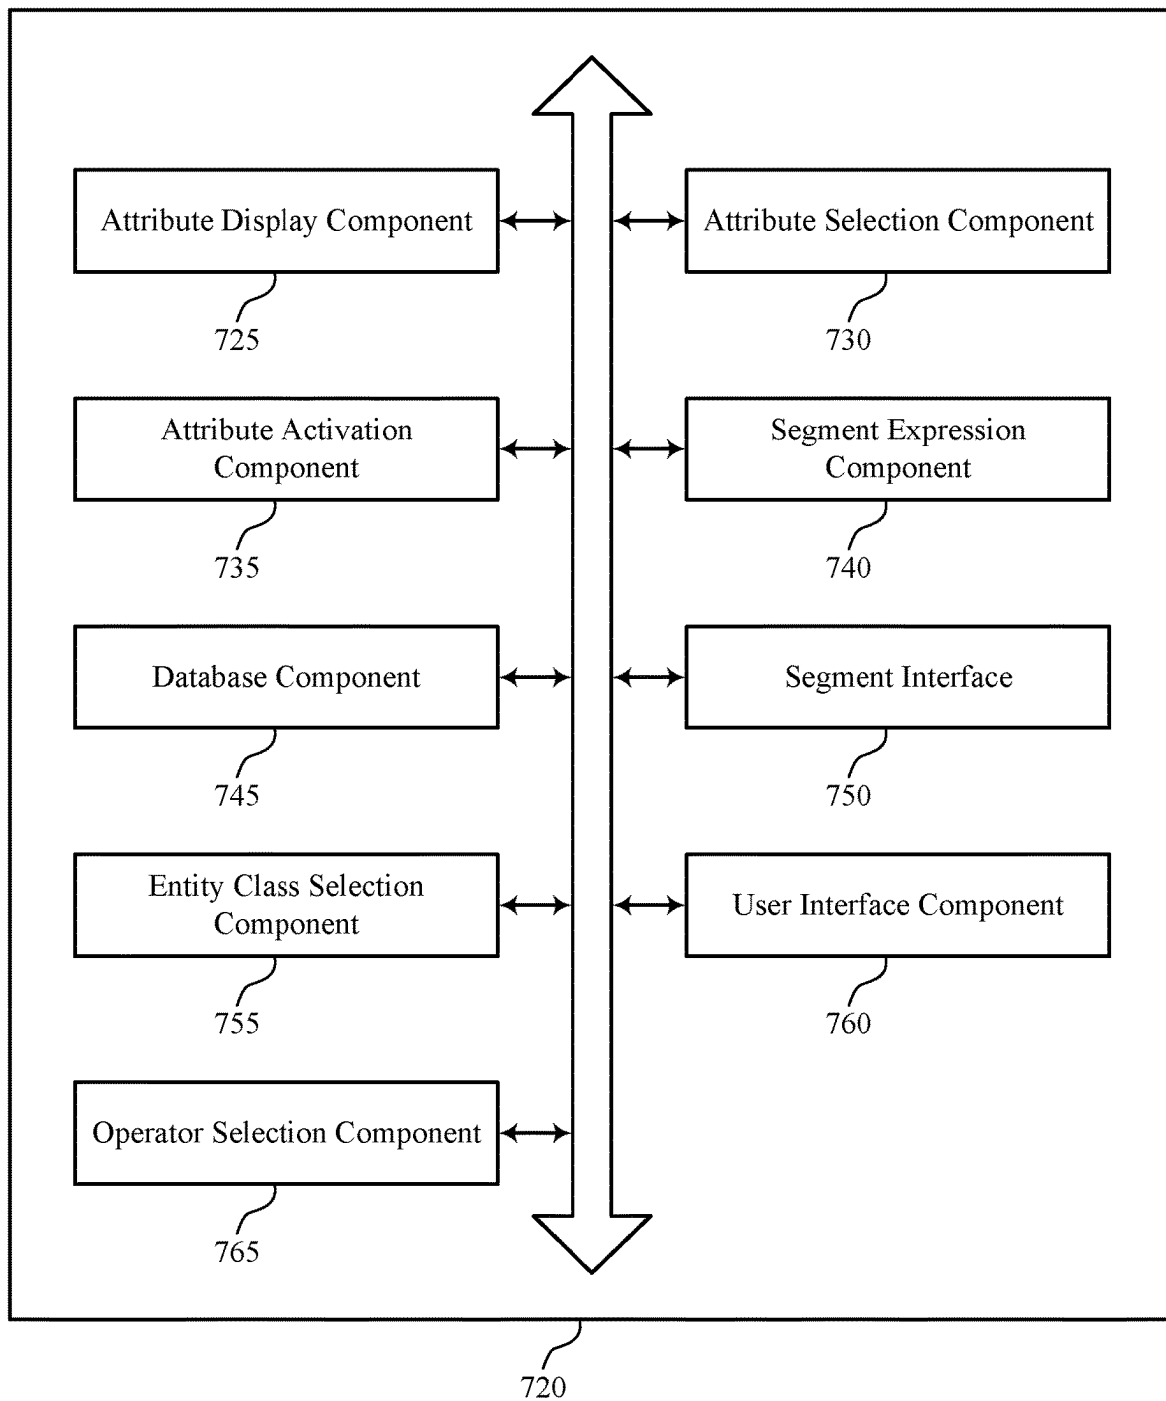 Attribute Display Component
725
Attribute Selection Component
730
Attribute Activation
Component
735
Segment Expression
Component
740
Database Component
745
Segment Interface
750
Entity Class Selection
Component
755
User Interface Component
760
Operator Selection Component
765
720